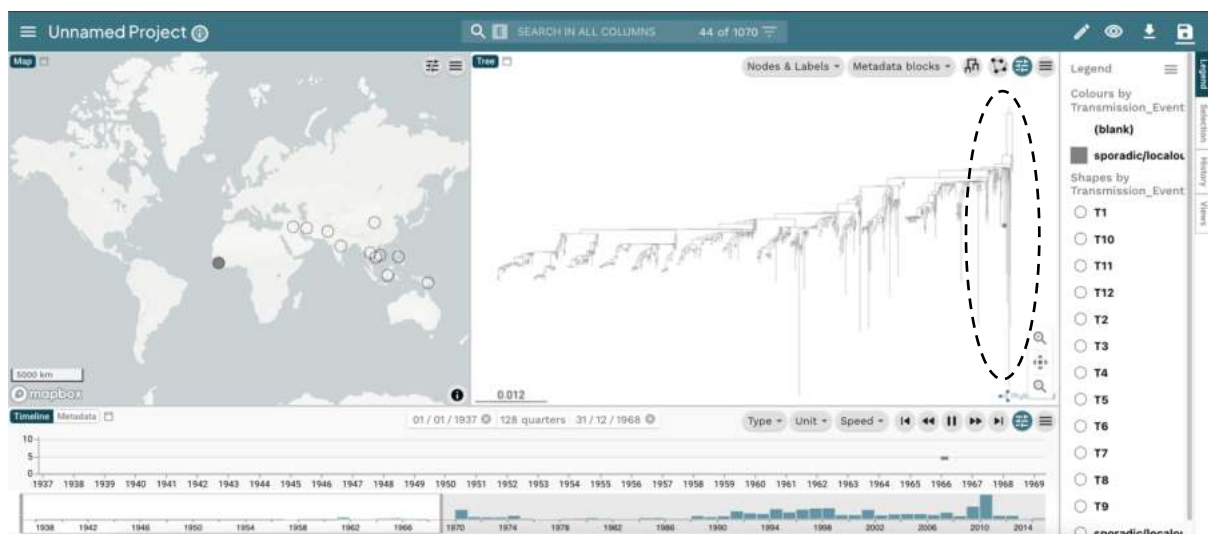 Unnamed Project
SEARCH IN ALL COLUMNS
44 of 1070
Map
Tree
Nodes & Labels
Metadata blocks
5000 km
mapbox
0.012
Legend
Colours by
Transmission_Event
(blank)
sporadic/localou
Shapes by
Transmission_Event
T1
T10
T11
T12
T2
T3
T4
T5
T6
T7
T8
T9
sporadic/localou
Legend
Selection
History
Views
Timeline
Metadata
01 / 01 / 1937
128 quarters
31 / 12 / 1968
Type
Unit
Speed
10
5
0
1937 1938 1939 1940 1941 1942 1943 1944 1945 1946 1947 1948 1949 1950 1951 1952 1953 1954 1955 1956 1957 1958 1959 1960 1961 1962 1963 1964 1965 1966 1967 1968 1969
1938 1942 1946 1950 1954 1958 1962 1966 1970 1974 1978 1982 1986 1990 1994 1998 2002 2006 2010 2014